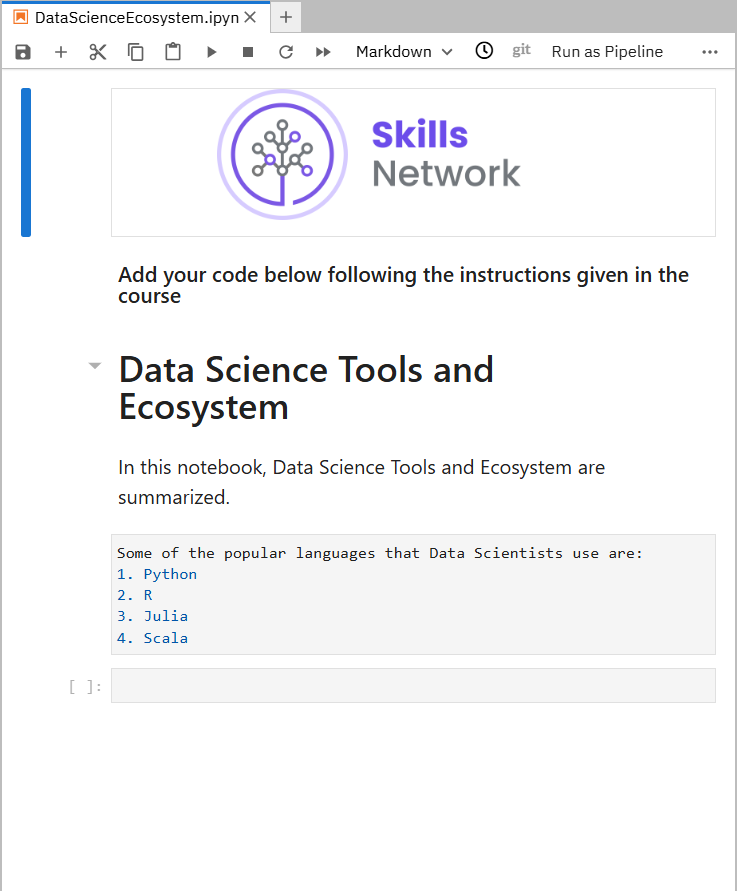 DataScienceEcosystem.ipyn
Markdown
git
Run as Pipeline
Skills
Network
Add your code below following the instructions given in the
course
Data Science Tools and
Ecosystem
In this notebook, Data Science Tools and Ecosystem are
summarized.
Some of the popular languages that Data Scientists use are:
1. Python
2. R
3. Julia
4. Scala
[ ]: